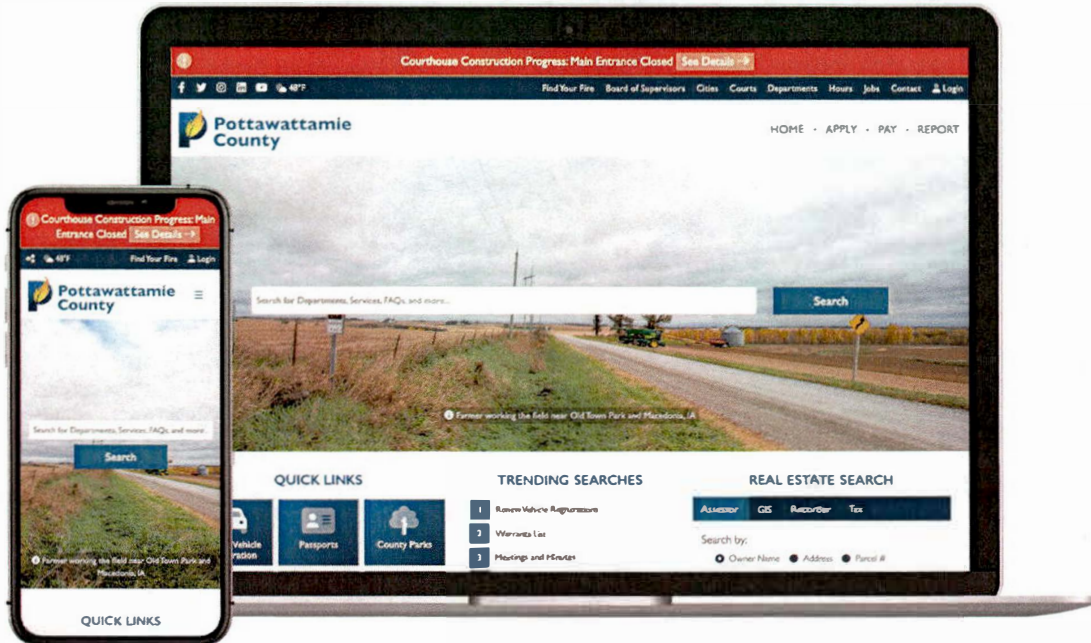 Courthouse Construction Progress: Main Entrance Closed See Details →
48°F Find Your Fire Board of Supervisors Cities Courts Departments Hours Jobs Contact Login
Pottawattamie
County
HOME · APPLY · PAY · REPORT
Search for Departments, Services, FAQs, and more...
Search
Farmer working the field near Old Town Park and Macedonia, IA
QUICK LINKS
Vehicle
ration
Passports
County Parks
TRENDING SEARCHES
1 Renew Vehicle Registrations
2 Warrants List
3 Meetings and Minutes
REAL ESTATE SEARCH
Assessor GIS Recorder Tax
Search by:
Owner Name Address Parcel #
Courthouse Construction Progress: Main
Entrance Closed See Details →
48°F Find Your Fire Login
Pottawattamie
County
Search for Departments, Services, FAQs, and more...
Search
Farmer working the field near Old Town Park and
Macedonia, IA
QUICK LINKS